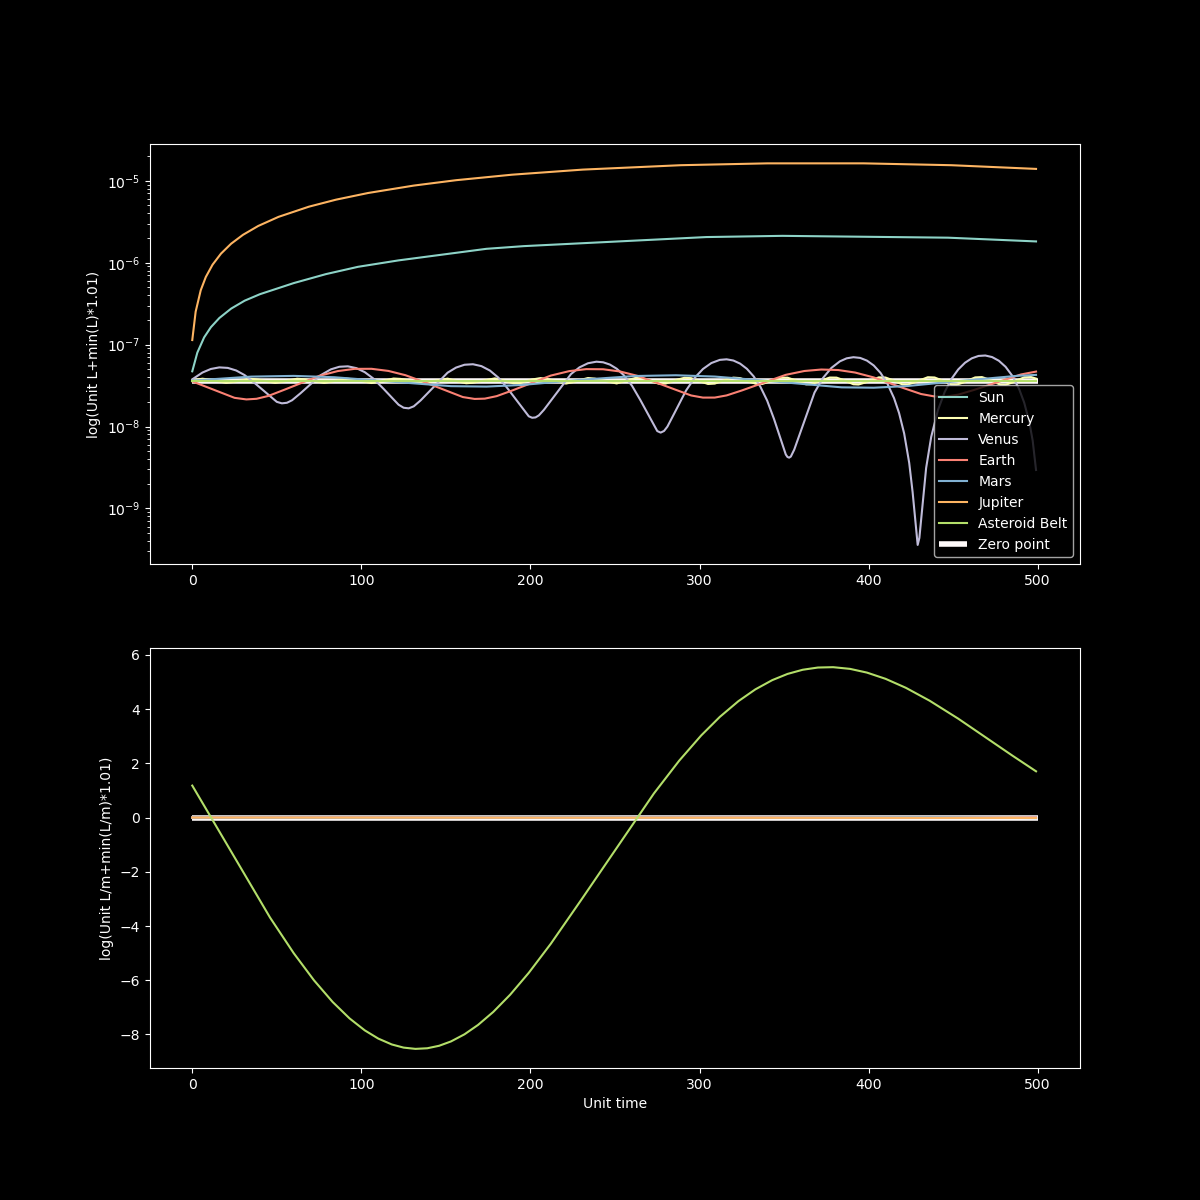 10⁻⁵
10⁻⁶
10⁻⁷
10⁻⁸
10⁻⁹
log(Unit L+min(L)*1.01)
Sun
Mercury
Venus
Earth
Mars
Jupiter
Asteroid Belt
Zero point
0 100 200 300 400 500
6
4
2
0
−2
−4
−6
−8
log(Unit L/m+min(L/m)*1.01)
0 100 200 300 400 500
Unit time